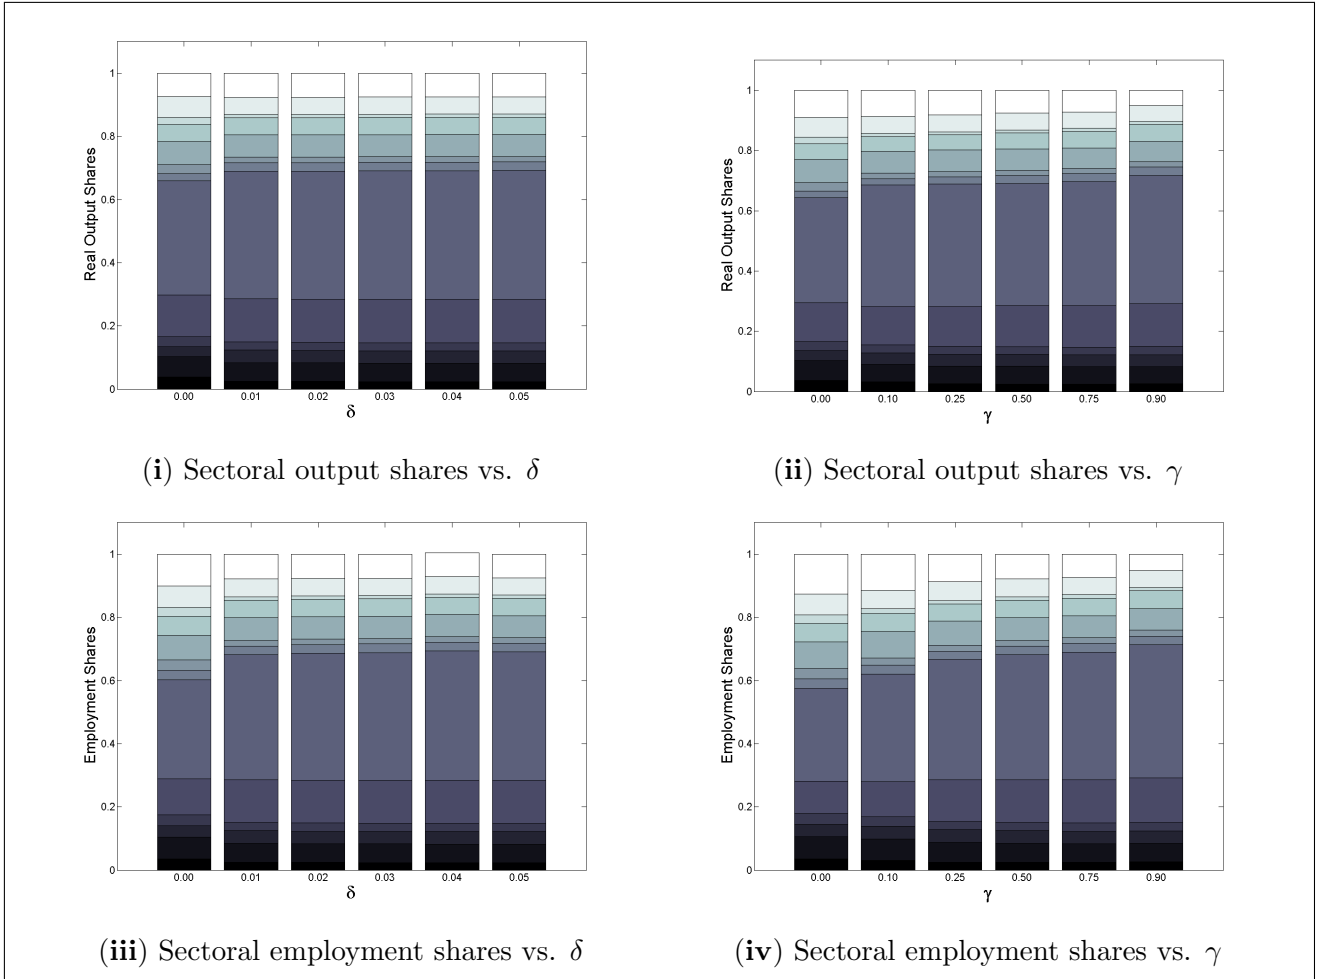 1
0.8
0.6
0.4
0.2
0
Real Output Shares
0.00 0.01 0.02 0.03 0.04 0.05
δ
(i) Sectoral output shares vs. δ
1
0.8
0.6
0.4
0.2
0
Real Output Shares
0.00 0.10 0.25 0.50 0.75 0.90
γ
(ii) Sectoral output shares vs. γ
1
0.8
0.6
0.4
0.2
0
Employment Shares
0.00 0.01 0.02 0.03 0.04 0.05
δ
(iii) Sectoral employment shares vs. δ
1
0.8
0.6
0.4
0.2
0
Employment Shares
0.00 0.10 0.25 0.50 0.75 0.90
γ
(iv) Sectoral employment shares vs. γ